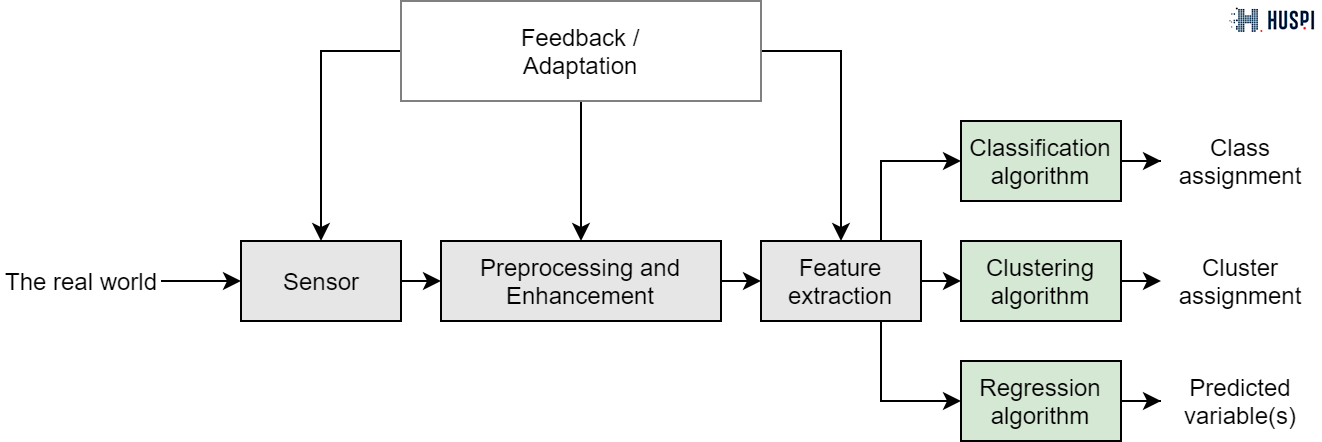 HUSPI
Feedback /
Adaptation
Classification
algorithm
Class
assignment
The real world
Sensor
Preprocessing and
Enhancement
Feature
extraction
Clustering
algorithm
Cluster
assignment
Regression
algorithm
Predicted
variable(s)